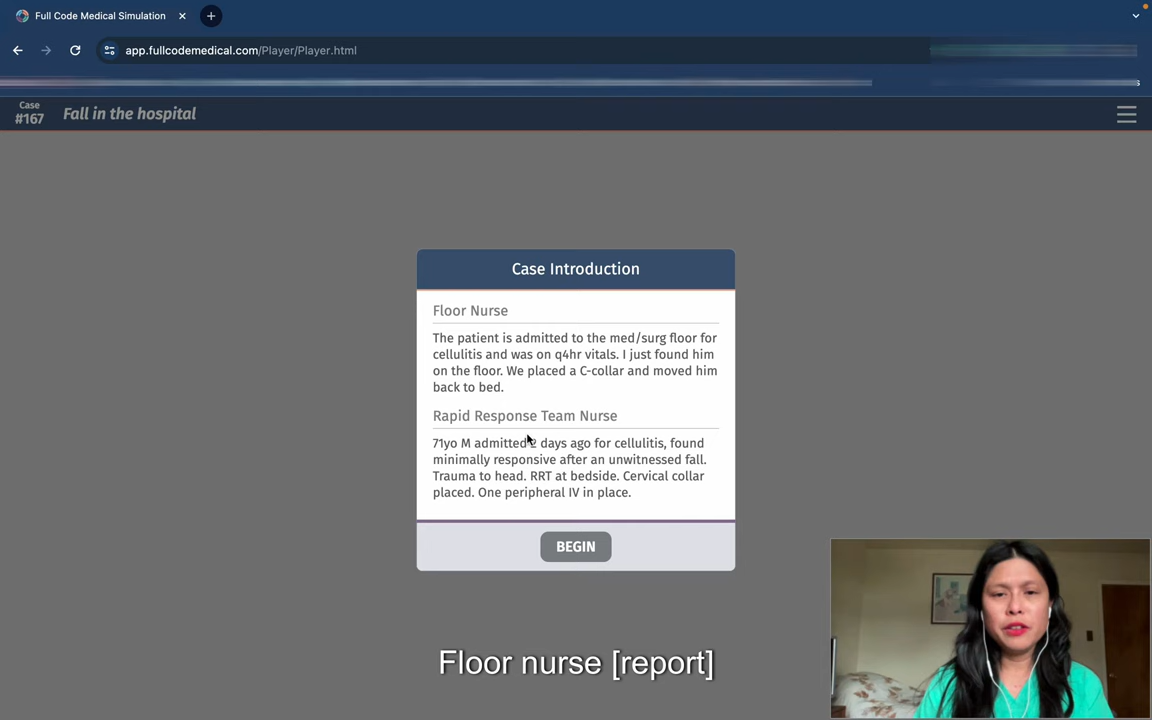 Full Code Medical Simulation
app.fullcodemedical.com/Player/Player.html
Case
#167
Fall in the hospital
Case Introduction
Floor Nurse
The patient is admitted to the med/surg floor for
cellulitis and was on q4hr vitals. I just found him
on the floor. We placed a C-collar and moved him
back to bed.
Rapid Response Team Nurse
71yo M admitted 2 days ago for cellulitis, found
minimally responsive after an unwitnessed fall.
Trauma to head. RRT at bedside. Cervical collar
placed. One peripheral IV in place.
BEGIN
Floor nurse [report]